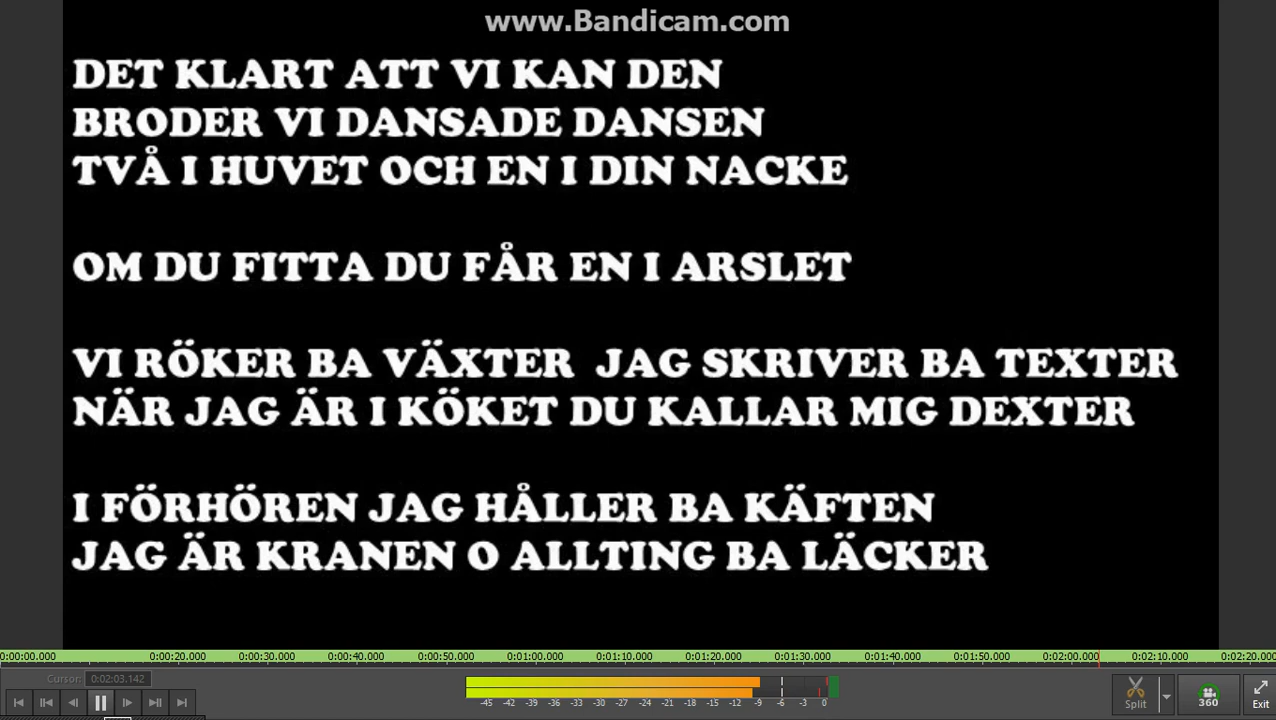 www.Bandicam.com
DET KLART ATT VI KAN DEN
BRODER VI DANSADE DANSEN
TVÅ I HUVET OCH EN I DIN NACKE
OM DU FITTA DU FÅR EN I ARSLET
VI RÖKER BA VÄXTER JAG SKRIVER BA TEXTER
NÄR JAG ÄR I KÖKET DU KALLAR MIG DEXTER
I FÖRHÖREN JAG HÅLLER BA KÄFTEN
JAG ÄR KRANEN O ALLTING BA LÄCKER
0:00:00.000 0:00:20.000 0:00:30.000 0:00:40.000 0:00:50.000 0:01:00.000 0:01:10.000 0:01:20.000 0:01:30.000 0:01:40.000 0:01:50.000 0:02:00.000 0:02:10.000 0:02:20.000
Cursor: 0:02:03.142
-45 -42 -39 -36 -33 -30 -27 -24 -21 -18 -15 -12 -9 -6 -3 0
Split 360 Exit